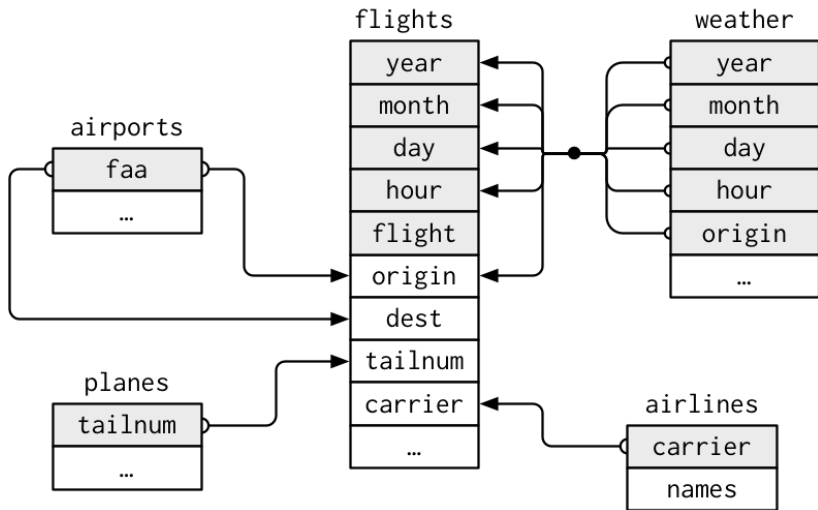 flights
year
month
day
hour
flight
origin
dest
tailnum
carrier
…
weather
year
month
day
hour
origin
…
airports
faa
…
planes
tailnum
…
airlines
carrier
names